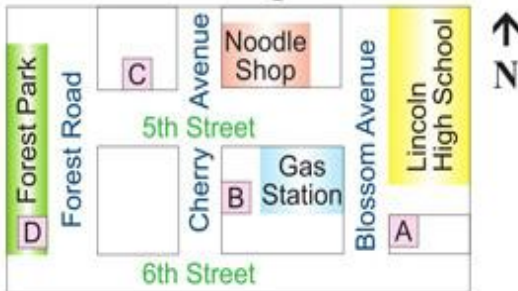 Forest Park
Forest Road
C
Cherry Avenue
Noodle
Shop
Blossom Avenue
Lincoln
High School
N
5th Street
B
Gas
Station
D
A
6th Street